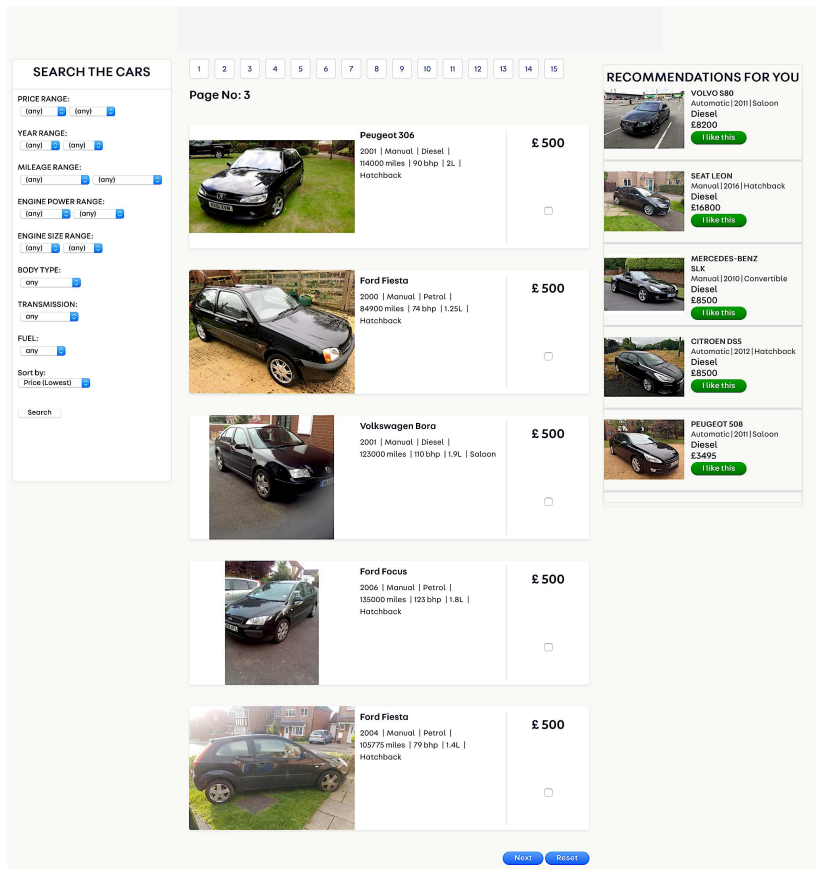 1 2 3 4 5 6 7 8 9 10 11 12 13 14 15
SEARCH THE CARS
PRICE RANGE:
(any) (any)
YEAR RANGE:
(any) (any)
MILEAGE RANGE:
(any) (any)
ENGINE POWER RANGE:
(any) (any)
ENGINE SIZE RANGE:
(any) (any)
BODY TYPE:
any
TRANSMISSION:
any
FUEL:
any
Sort by:
Price (Lowest)
Search
Page No: 3
Peugeot 306
2001 | Manual | Diesel |
114000 miles | 90 bhp | 2L |
Hatchback
£ 500
Ford Fiesta
2000 | Manual | Petrol |
84900 miles | 74 bhp | 1.25L |
Hatchback
£ 500
Volkswagen Bora
2001 | Manual | Diesel |
123000 miles | 110 bhp | 1.9L | Saloon
£ 500
Ford Focus
2006 | Manual | Petrol |
135000 miles | 123 bhp | 1.8L |
Hatchback
£ 500
Ford Fiesta
2004 | Manual | Petrol |
105775 miles | 79 bhp | 1.4L |
Hatchback
£ 500
Next Reset
RECOMMENDATIONS FOR YOU
VOLVO S80
Automatic|2011|Saloon
Diesel
£8200
I like this
SEAT LEON
Manual|2016|Hatchback
Diesel
£16800
I like this
MERCEDES-BENZ
SLK
Manual|2010|Convertible
Diesel
£8500
I like this
CITROEN DS5
Automatic|2012|Hatchback
Diesel
£8500
I like this
PEUGEOT 508
Automatic|2011|Saloon
Diesel
£3495
I like this